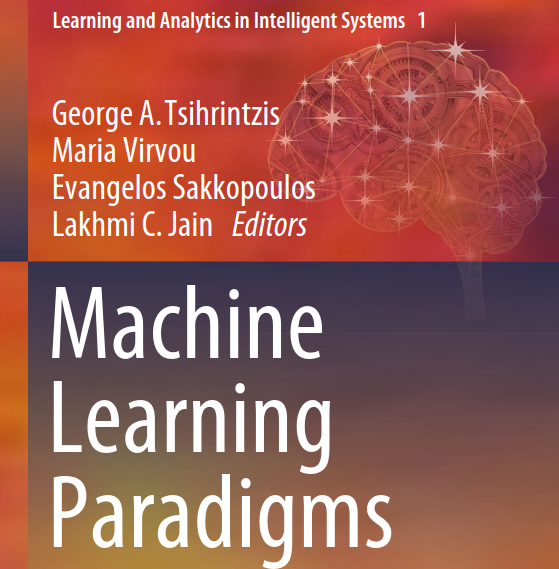 Learning and Analytics in Intelligent Systems 1
George A. Tsihrintzis
Maria Virvou
Evangelos Sakkopoulos
Lakhmi C. Jain Editors
Machine
Learning
Paradigms